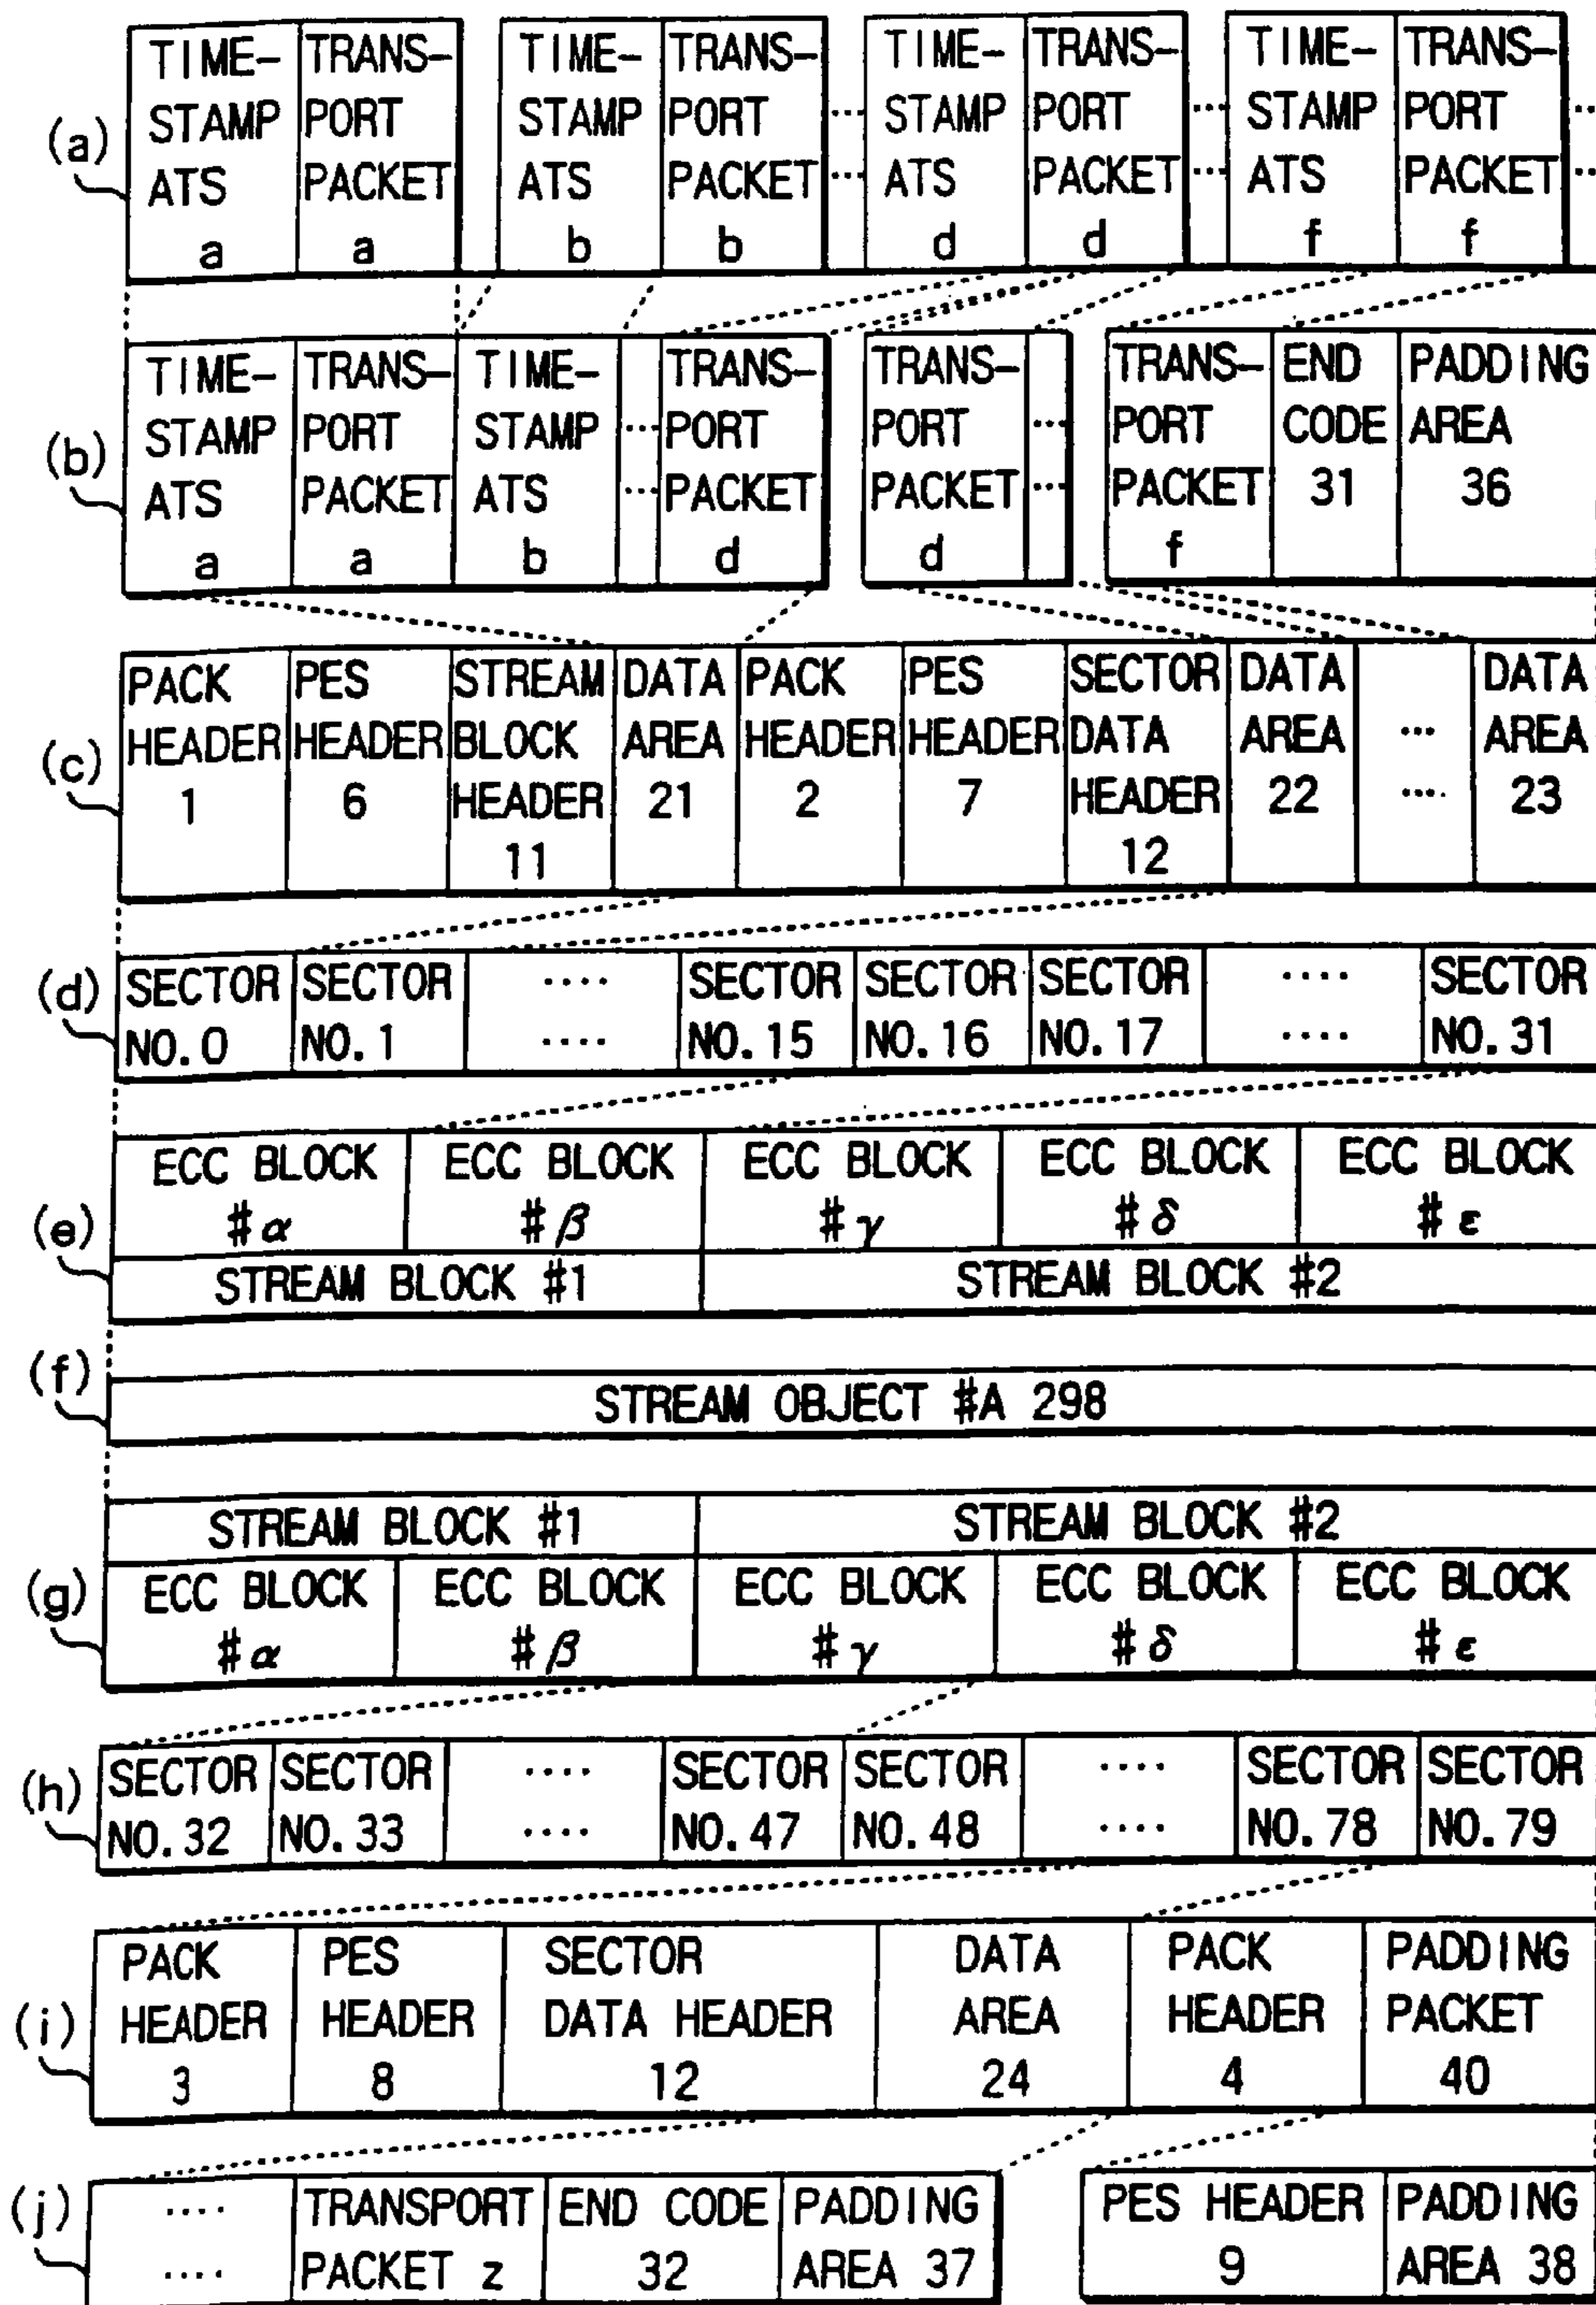 (a)
TIME-STAMP ATS a
TRANS-PORT PACKET a
TIME-STAMP ATS b
TRANS-PORT PACKET b
...
TIME-STAMP ATS d
TRANS-PORT PACKET d
...
TIME-STAMP ATS f
TRANS-PORT PACKET f
...
(b)
TIME-STAMP ATS a
TRANS-PORT PACKET a
TIME-STAMP ATS b
...
TRANS-PORT PACKET d
TRANS-PORT PACKET d
...
TRANS-PORT PACKET f
END CODE 31
PADDING AREA 36
(c)
PACK HEADER 1
PES HEADER 6
STREAM BLOCK HEADER 11
DATA AREA 21
PACK HEADER 2
PES HEADER 7
SECTOR DATA HEADER 12
DATA AREA 22
...
DATA AREA 23
(d)
SECTOR NO.0
SECTOR NO.1
....
SECTOR NO.15
SECTOR NO.16
SECTOR NO.17
....
SECTOR NO.31
(e)
ECC BLOCK #α
ECC BLOCK #β
ECC BLOCK #γ
ECC BLOCK #δ
ECC BLOCK #ε
STREAM BLOCK #1
STREAM BLOCK #2
(f)
STREAM OBJECT #A 298
STREAM BLOCK #1
STREAM BLOCK #2
(g)
ECC BLOCK #α
ECC BLOCK #β
ECC BLOCK #γ
ECC BLOCK #δ
ECC BLOCK #ε
(h)
SECTOR NO.32
SECTOR NO.33
....
SECTOR NO.47
SECTOR NO.48
....
SECTOR NO.78
SECTOR NO.79
(i)
PACK HEADER 3
PES HEADER 8
SECTOR DATA HEADER 12
DATA AREA 24
PACK HEADER 4
PADDING PACKET 40
(j)
....
TRANSPORT PACKET z
END CODE 32
PADDING AREA 37
PES HEADER 9
PADDING AREA 38